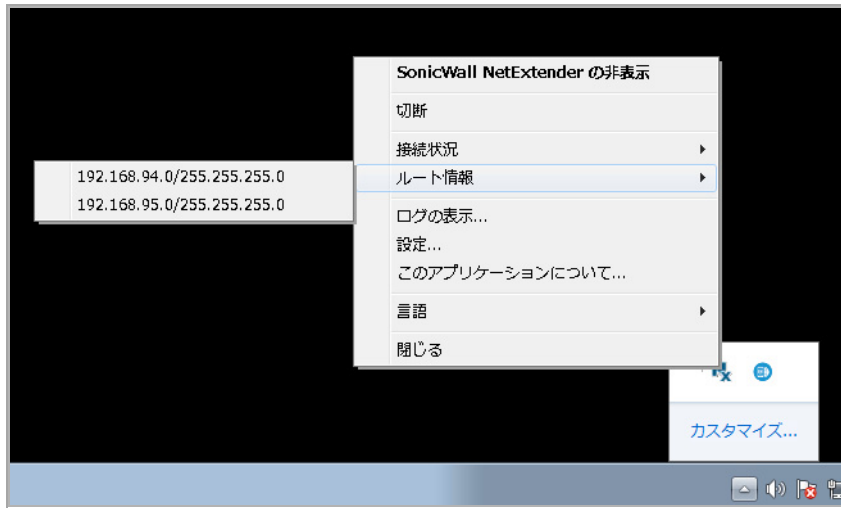 SonicWall NetExtender の非表示
切断
接続状況
ルート情報
192.168.94.0/255.255.255.0
192.168.95.0/255.255.255.0
ログの表示...
設定...
このアプリケーションについて...
言語
閉じる
カスタマイズ...